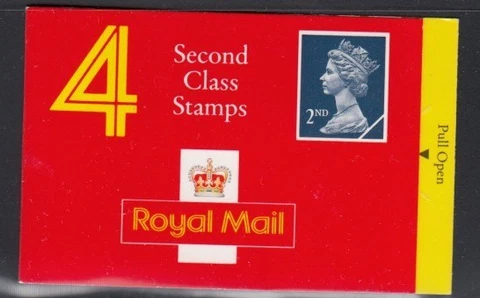 4
Second
Class
Stamps
2ND
Pull Open
Royal Mail